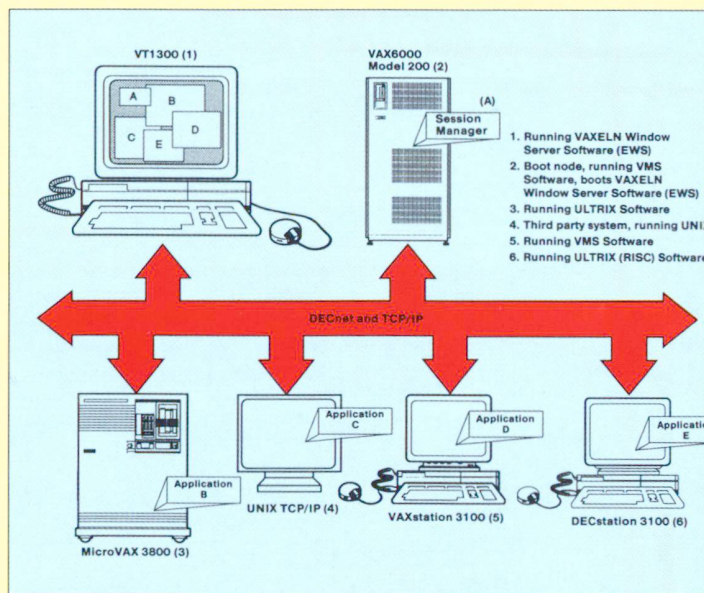 VT1300 (1)
A
B
C
D
E
VAX6000
Model 200 (2)
(A)
Session
Manager
1. Running VAXELN Window
Server Software (EWS)
2. Boot node, running VMS
Software, boots VAXELN
Window Server Software (EWS)
3. Running ULTRIX Software
4. Third party system, running UNIX
5. Running VMS Software
6. Running ULTRIX (RISC) Software
DECnet and TCP/IP
Application
B
MicroVAX 3800 (3)
Application
C
UNIX TCP/IP (4)
Application
D
VAXstation 3100 (5)
Applicatio
E
DECstation 3100 (6)